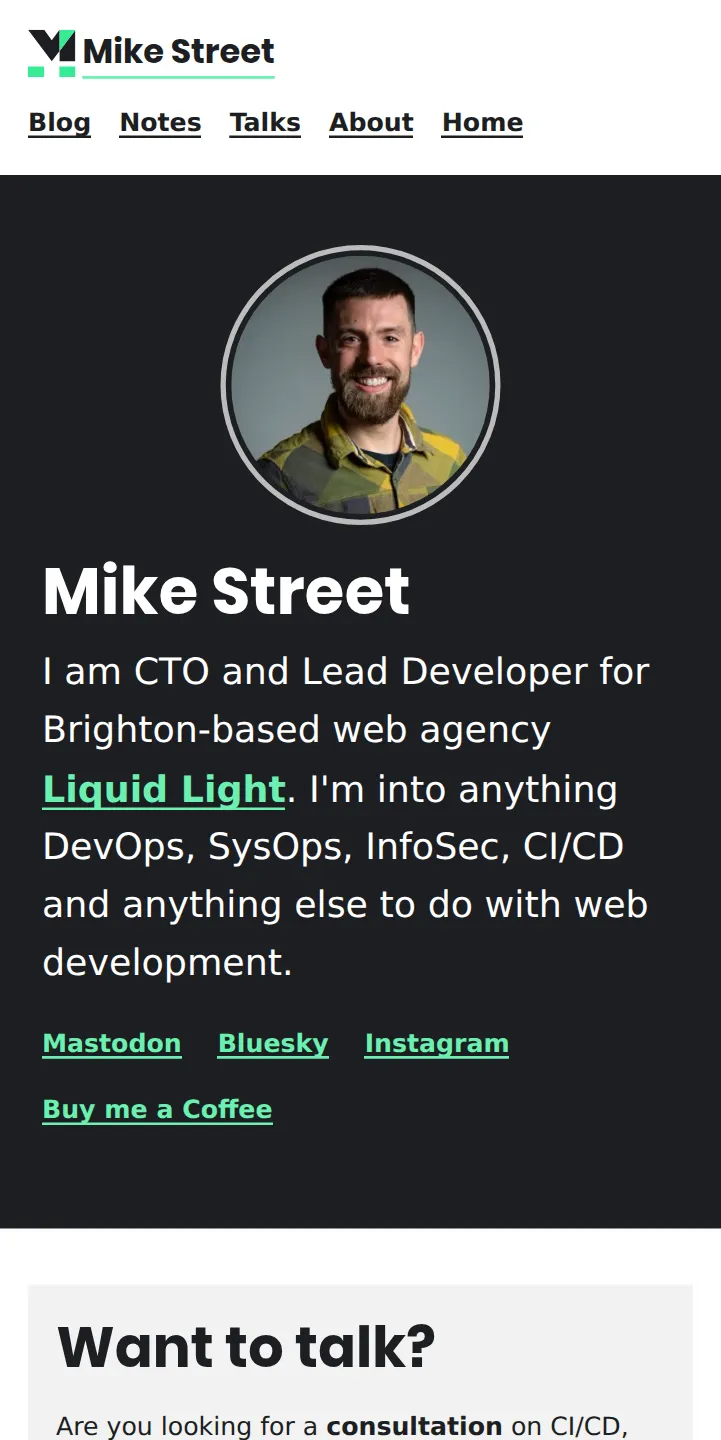 Mike Street
Blog Notes Talks About Home
Mike Street
I am CTO and Lead Developer for
Brighton-based web agency
Liquid Light. I'm into anything
DevOps, SysOps, InfoSec, CI/CD
and anything else to do with web
development.
Mastodon Bluesky Instagram
Buy me a Coffee
Want to talk?
Are you looking for a consultation on CI/CD,